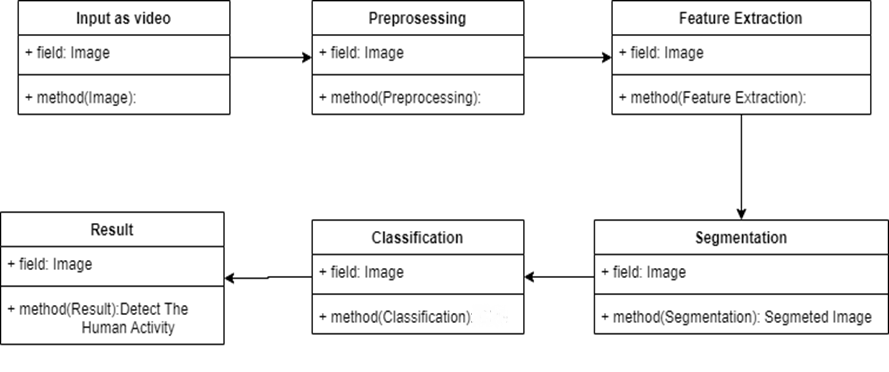 Input as video
+ field: Image
+ method(Image):
Preprosessing
+ field: Image
+ method(Preprocessing):
Feature Extraction
+ field: Image
+ method(Feature Extraction):
Result
+ field: Image
+ method(Result):Detect The
Human Activity
Classification
+ field: Image
+ method(Classification):
Segmentation
+ field: Image
+ method(Segmentation): Segmeted Image